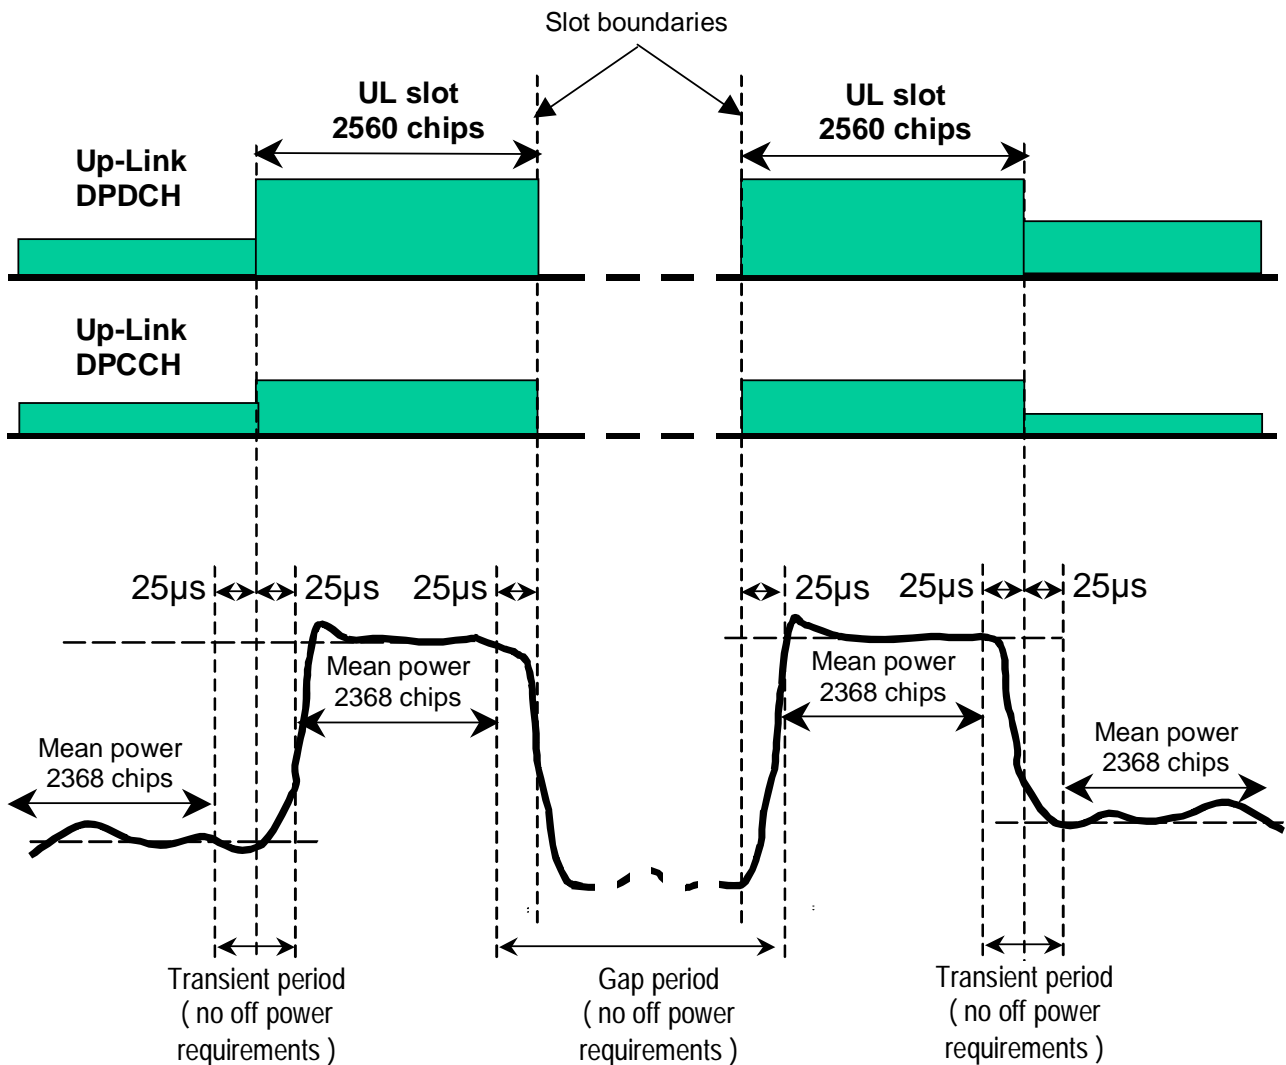 Slot boundaries
UL slot
2560 chips
UL slot
2560 chips
Up-Link
DPDCH
Up-Link
DPCCH
25µs
25µs
25µs
25µs
25µs
25µs
Mean power
2368 chips
Mean power
2368 chips
Mean power
2368 chips
Mean power
2368 chips
Transient period
( no off power
requirements )
Gap period
( no off power
requirements )
Transient period
( no off power
requirements )